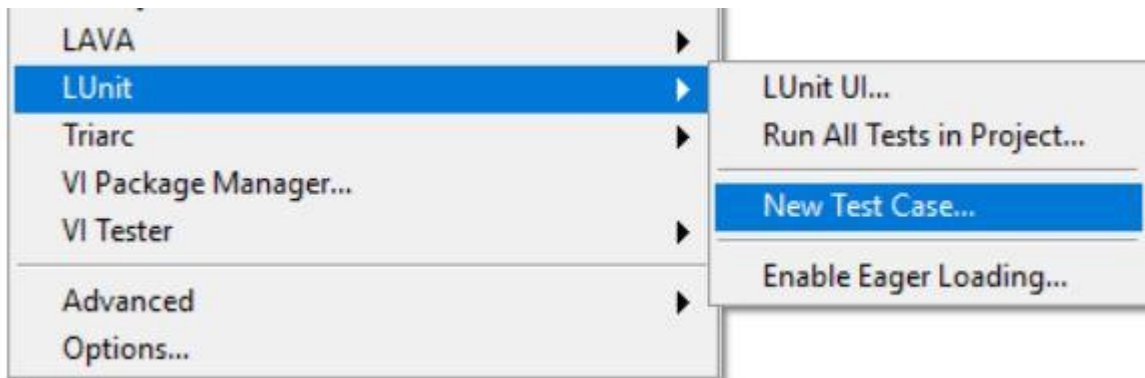 LAVA
LUnit
Triarc
VI Package Manager...
VI Tester
Advanced
Options...
LUnit UI...
Run All Tests in Project...
New Test Case...
Enable Eager Loading...